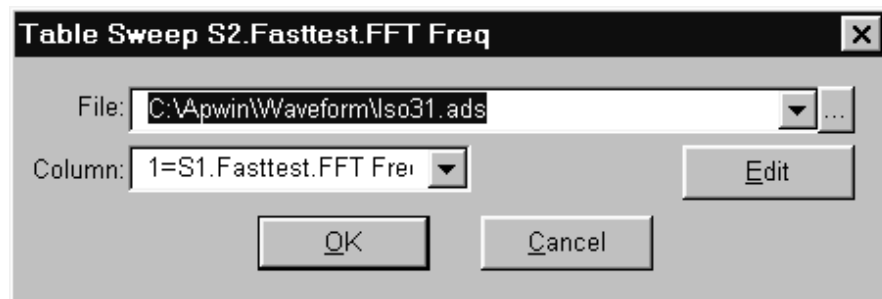 Table Sweep S2.Fasttest.FFT Freq
File: C:\Apwin\Waveform\Iso31.ads ...
Column: 1=S1.Fasttest.FFT Fre Edit
OK Cancel